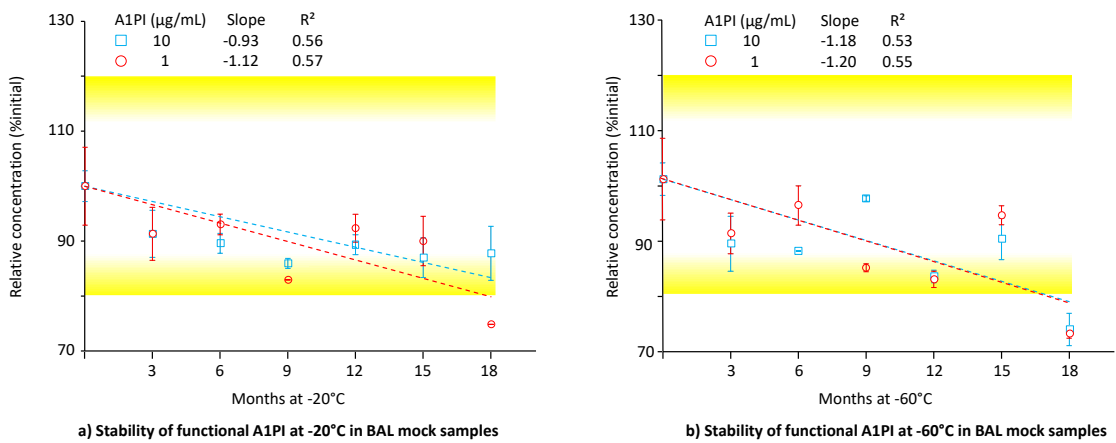 A1PI (µg/mL) Slope R²
10 -0.93 0.56
1 -1.12 0.57
130
110
90
70
Relative concentration (%initial)
3 6 9 12 15 18
Months at -20°C
a) Stability of functional A1PI at -20°C in BAL mock samples
A1PI (µg/mL) Slope R²
10 -1.18 0.53
1 -1.20 0.55
130
110
90
70
Relative concentration (%initial)
3 6 9 12 15 18
Months at -60°C
b) Stability of functional A1PI at -60°C in BAL mock samples